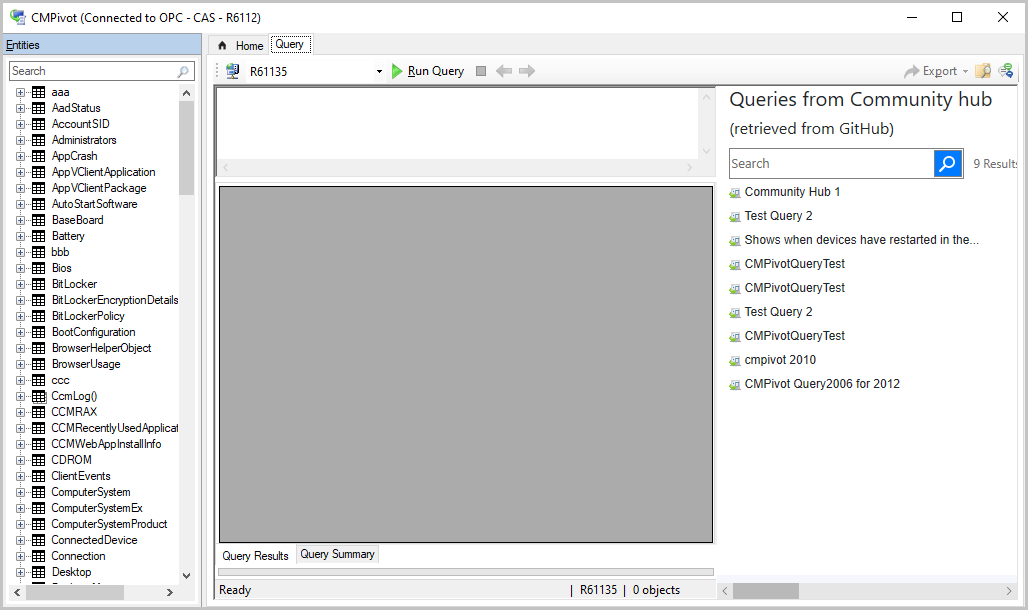 CMPivot (Connected to OPC - CAS - R6112)
Entities
Search
aaa
AadStatus
AccountSID
Administrators
AppCrash
AppVClientApplication
AppVClientPackage
AutoStartSoftware
BaseBoard
Battery
bbb
Bios
BitLocker
BitLockerEncryptionDetails
BitLockerPolicy
BootConfiguration
BrowserHelperObject
BrowserUsage
ccc
CcmLog()
CCMRAX
CCMRecentlyUsedApplicat
CCMWebAppInstallInfo
CDROM
ClientEvents
ComputerSystem
ComputerSystemEx
ComputerSystemProduct
ConnectedDevice
Connection
Desktop
Home Query
R61135 Run Query Export
Queries from Community hub
(retrieved from GitHub)
Search 9 Results
Community Hub 1
Test Query 2
Shows when devices have restarted in the...
CMPivotQueryTest
CMPivotQueryTest
Test Query 2
CMPivotQueryTest
cmpivot 2010
CMPivot Query2006 for 2012
Query Results Query Summary
Ready | R61135 | 0 objects